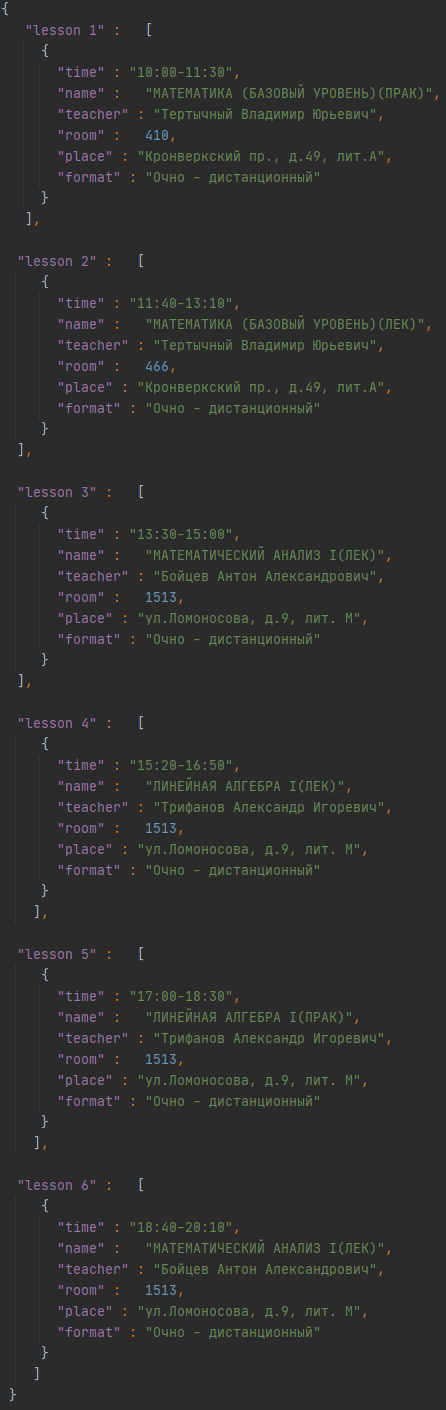 {
"lesson 1" : [
{
"time" : "10:00-11:30",
"name" : "МАТЕМАТИКА (БАЗОВЫЙ УРОВЕНЬ)(ПРАК)",
"teacher" : "Тертычный Владимир Юрьевич",
"room" : 410,
"place" : "Кронверкский пр., д.49, лит.А",
"format" : "Очно - дистанционный"
}
],
"lesson 2" : [
{
"time" : "11:40-13:10",
"name" : "МАТЕМАТИКА (БАЗОВЫЙ УРОВЕНЬ)(ЛЕК)",
"teacher" : "Тертычный Владимир Юрьевич",
"room" : 466,
"place" : "Кронверкский пр., д.49, лит.А",
"format" : "Очно - дистанционный"
}
],
"lesson 3" : [
{
"time" : "13:30-15:00",
"name" : "МАТЕМАТИЧЕСКИЙ АНАЛИЗ I(ЛЕК)",
"teacher" : "Бойцев Антон Александрович",
"room" : 1513,
"place" : "ул.Ломоносова, д.9, лит. М",
"format" : "Очно - дистанционный"
}
],
"lesson 4" : [
{
"time" : "15:20-16:50",
"name" : "ЛИНЕЙНАЯ АЛГЕБРА I(ЛЕК)",
"teacher" : "Трифанов Александр Игоревич",
"room" : 1513,
"place" : "ул.Ломоносова, д.9, лит. М",
"format" : "Очно - дистанционный"
}
],
"lesson 5" : [
{
"time" : "17:00-18:30",
"name" : "ЛИНЕЙНАЯ АЛГЕБРА I(ПРАК)",
"teacher" : "Трифанов Александр Игоревич",
"room" : 1513,
"place" : "ул.Ломоносова, д.9, лит. М",
"format" : "Очно - дистанционный"
}
],
"lesson 6" : [
{
"time" : "18:40-20:10",
"name" : "МАТЕМАТИЧЕСКИЙ АНАЛИЗ I(ЛЕК)",
"teacher" : "Бойцев Антон Александрович",
"room" : 1513,
"place" : "ул.Ломоносова, д.9, лит. М",
"format" : "Очно - дистанционный"
}
]
}